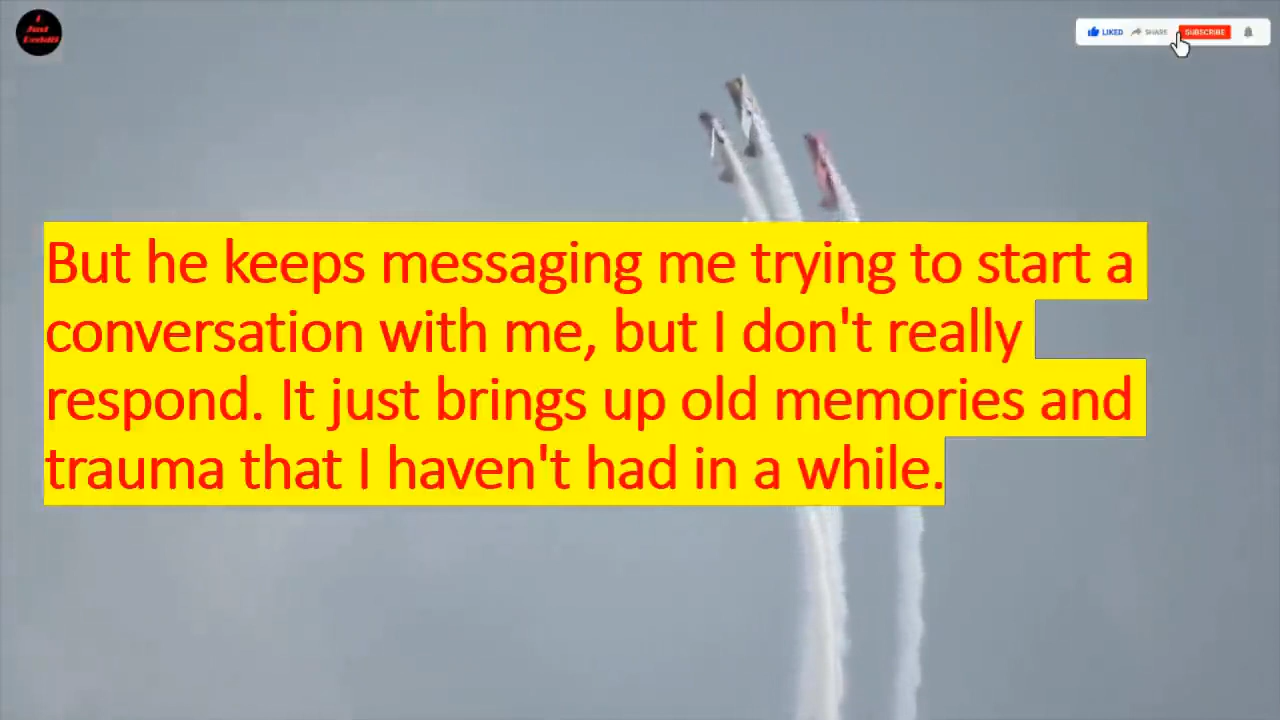 I
Just
LIKED SHARE SUBSCRIBE
But he keeps messaging me trying to start a
conversation with me, but I don't really
respond. It just brings up old memories and
trauma that I haven't had in a while.